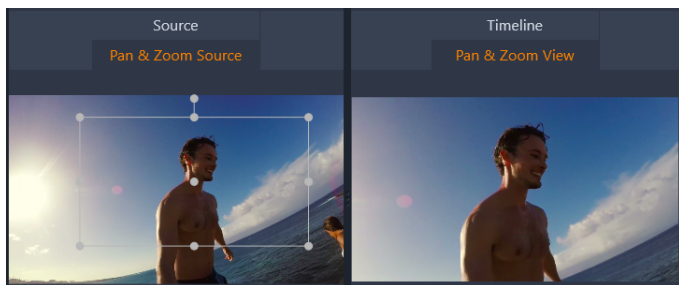 Source
Pan & Zoom Source
Timeline
Pan & Zoom View